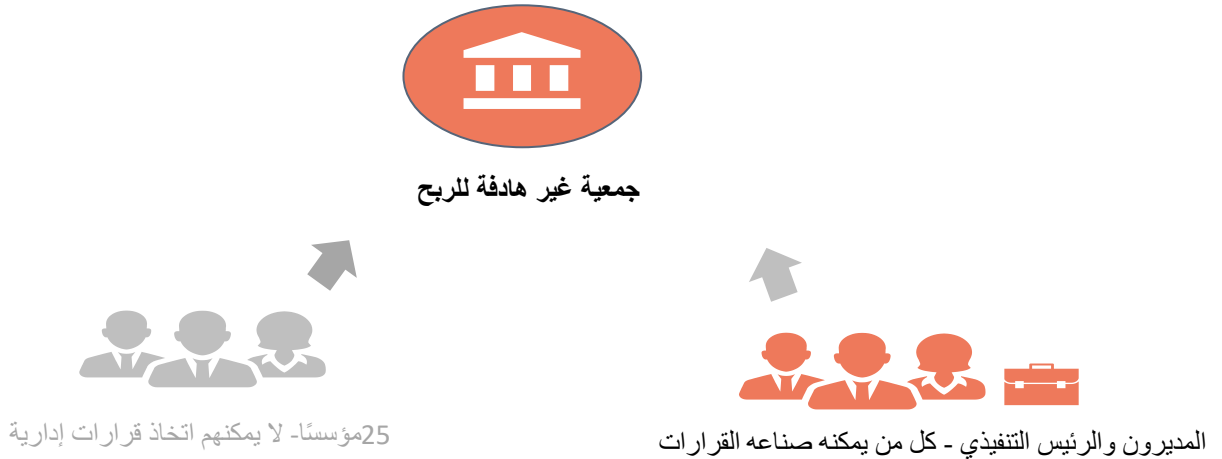 جمعية غير هادفة للربح
25مؤسسًا- لا يمكنهم اتخاذ قرارات إدارية
المديرون والرئيس التنفيذي - كل من يمكنه صناعه القرارات